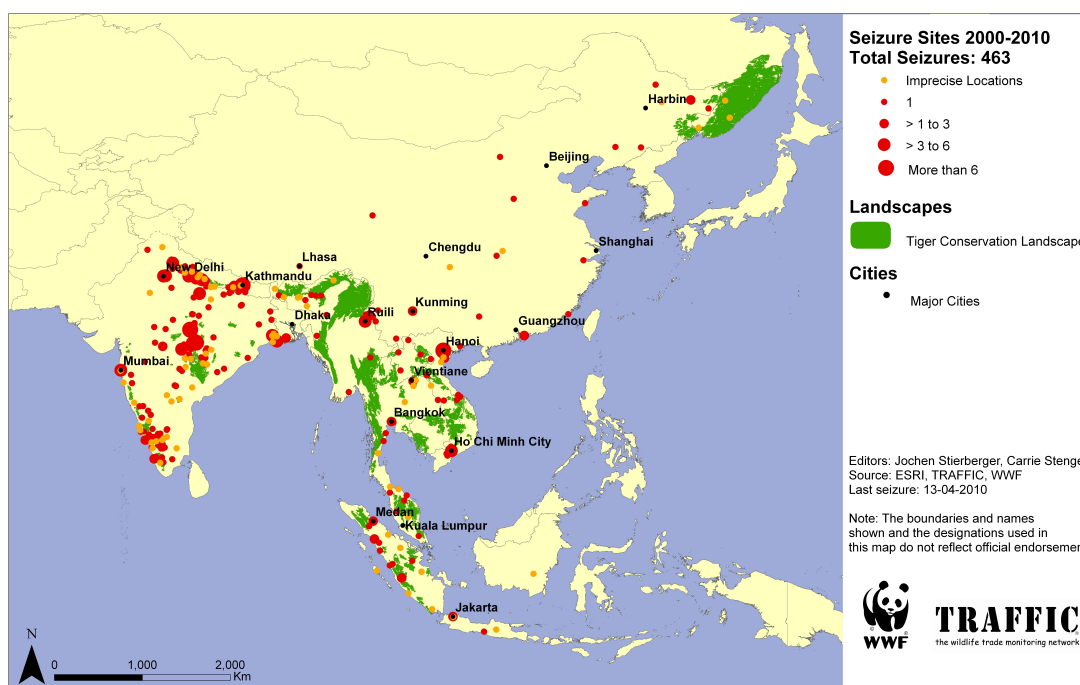 Seizure Sites 2000-2010
Total Seizures: 463
Imprecise Locations
1
> 1 to 3
> 3 to 6
More than 6
Landscapes
Tiger Conservation Landscape
Cities
Major Cities
Harbin
Beijing
Shanghai
Chengdu
Lhasa
New Delhi
Kathmandu
Dhaka
Ruili
Kunming
Guangzhou
Hanoi
Mumbai
Vientiane
Bangkok
Ho Chi Minh City
Medan
Kuala Lumpur
Jakarta
Editors: Jochen Stierberger, Carrie Stenge
Source: ESRI, TRAFFIC, WWF
Last seizure: 13-04-2010
Note: The boundaries and names
shown and the designations used in
this map do not reflect official endorsemen
WWF
TRAFFIC
the wildlife trade monitoring network
N
0 1,000 2,000
Km